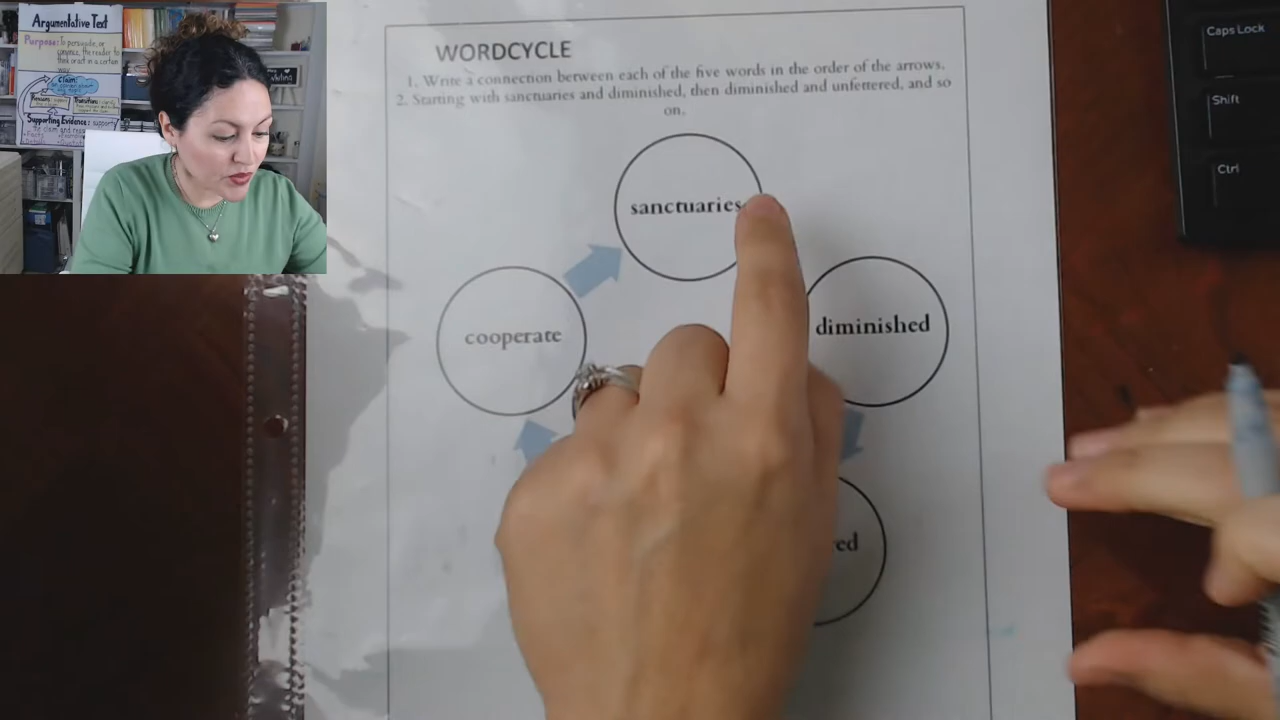 Argumentative Text
Purpose: To persuade, or
convince, the reader to
think or act in a certain
way
Claim:
Supporting Evidence:
WORDCYCLE
1. Write a connection between each of the five words in the order of the arrows.
2. Starting with sanctuaries and diminished, then diminished and unfettered, and so
on.
sanctuaries
cooperate
diminished
ed
Caps Lock
Shift
Ctrl